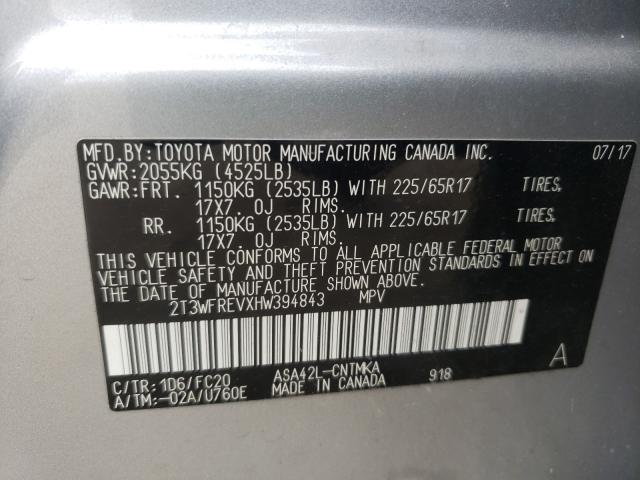 MFD.BY:TOYOTA MOTOR MANUFACTURING CANADA INC. 07/17
GVWR:2055KG (4525LB)
GAWR:FRT. 1150KG (2535LB) WITH 225/65R17 TIRES,
17X7.0J RIMS.
RR. 1150KG (2535LB) WITH 225/65R17 TIRES,
17X7.0J RIMS.
THIS VEHICLE CONFORMS TO ALL APPLICABLE FEDERAL MOTOR
VEHICLE SAFETY AND THEFT PREVENTION STANDARDS IN EFFECT ON
THE DATE OF MANUFACTURE SHOWN ABOVE.
2T3WFREVXHW394843 MPV
A
C/TR:1D6/FC20 ASA42L-CNTMKA 918
A/TM:-02A/U760E MADE IN CANADA